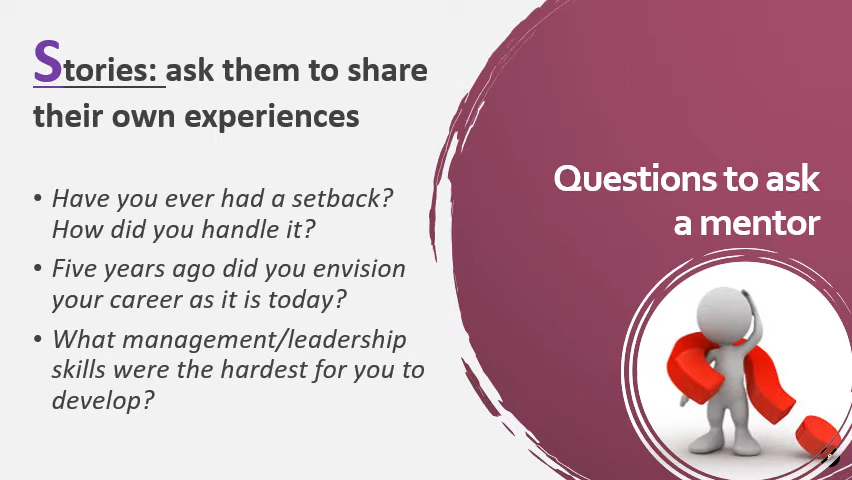 Stories: ask them to share
their own experiences
• Have you ever had a setback?
How did you handle it?
• Five years ago did you envision
your career as it is today?
• What management/leadership
skills were the hardest for you to
develop?
Questions to ask
a mentor